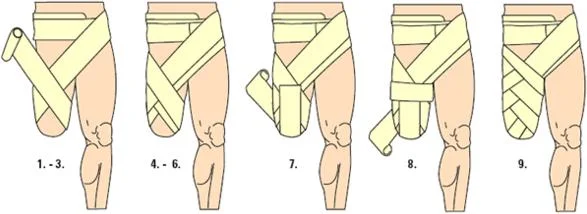 1. - 3. 4. - 6. 7. 8. 9.